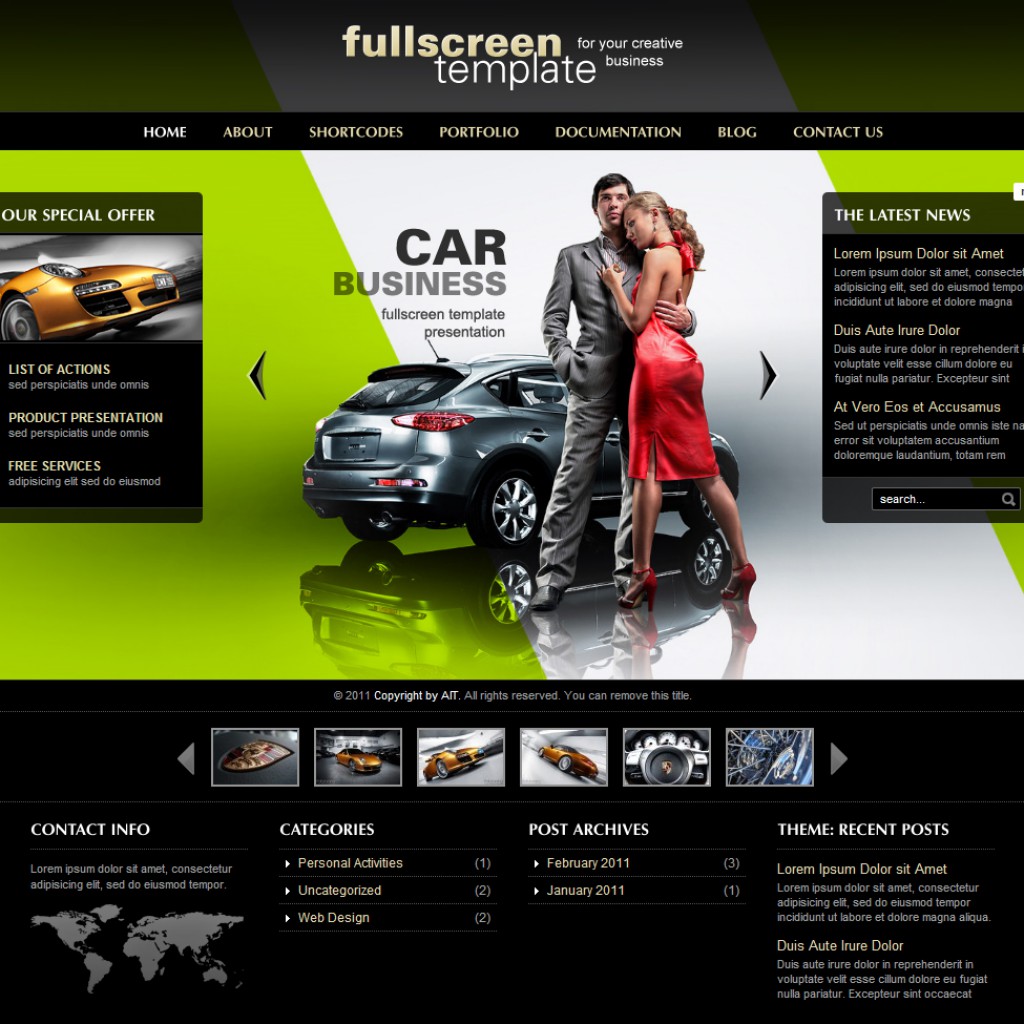 fullscreen
template
for your creative
business
HOME ABOUT SHORTCODES PORTFOLIO DOCUMENTATION BLOG CONTACT US
OUR SPECIAL OFFER
LIST OF ACTIONS
sed perspiciatis unde omnis
PRODUCT PRESENTATION
sed perspiciatis unde omnis
FREE SERVICES
adipisicing elit sed do eiusmod
CAR
BUSINESS
fullscreen template
presentation
THE LATEST NEWS
Lorem Ipsum Dolor sit Amet
Lorem ipsum dolor sit amet, consectet
adipisicing elit, sed do eiusmod tempor
incididunt ut labore et dolore magna
Duis Aute Irure Dolor
Duis aute irure dolor in reprehenderit i
voluptate velit esse cillum dolore eu
fugiat nulla pariatur. Excepteur sint
At Vero Eos et Accusamus
Sed ut perspiciatis unde omnis iste na
error sit voluptatem accusantium
doloremque laudantium, totam rem
search...
© 2011 Copyright by AIT. All rights reserved. You can remove this title.
CONTACT INFO
Lorem ipsum dolor sit amet, consectetur
adipisicing elit, sed do eiusmod tempor.
CATEGORIES
Personal Activities (1)
Uncategorized (2)
Web Design (2)
POST ARCHIVES
February 2011 (3)
January 2011 (1)
THEME: RECENT POSTS
Lorem Ipsum Dolor sit Amet
Lorem ipsum dolor sit amet, consectetur
adipisicing elit, sed do eiusmod tempor
incididunt ut labore et dolore magna aliqua.
Duis Aute Irure Dolor
Duis aute irure dolor in reprehenderit in
voluptate velit esse cillum dolore eu fugiat
nulla pariatur. Excepteur sint occaecat